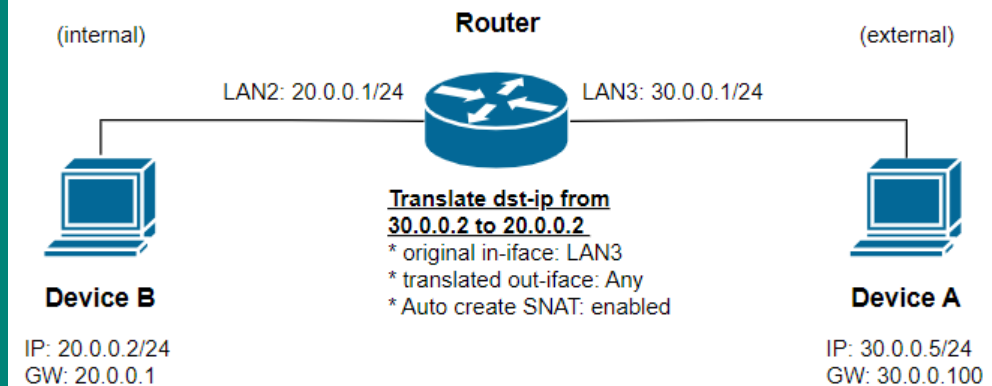 Router
(internal)
(external)
LAN2: 20.0.0.1/24
LAN3: 30.0.0.1/24
Translate dst-ip from
30.0.0.2 to 20.0.0.2
* original in-iface: LAN3
* translated out-iface: Any
* Auto create SNAT: enabled
Device B
IP: 20.0.0.2/24
GW: 20.0.0.1
Device A
IP: 30.0.0.5/24
GW: 30.0.0.100